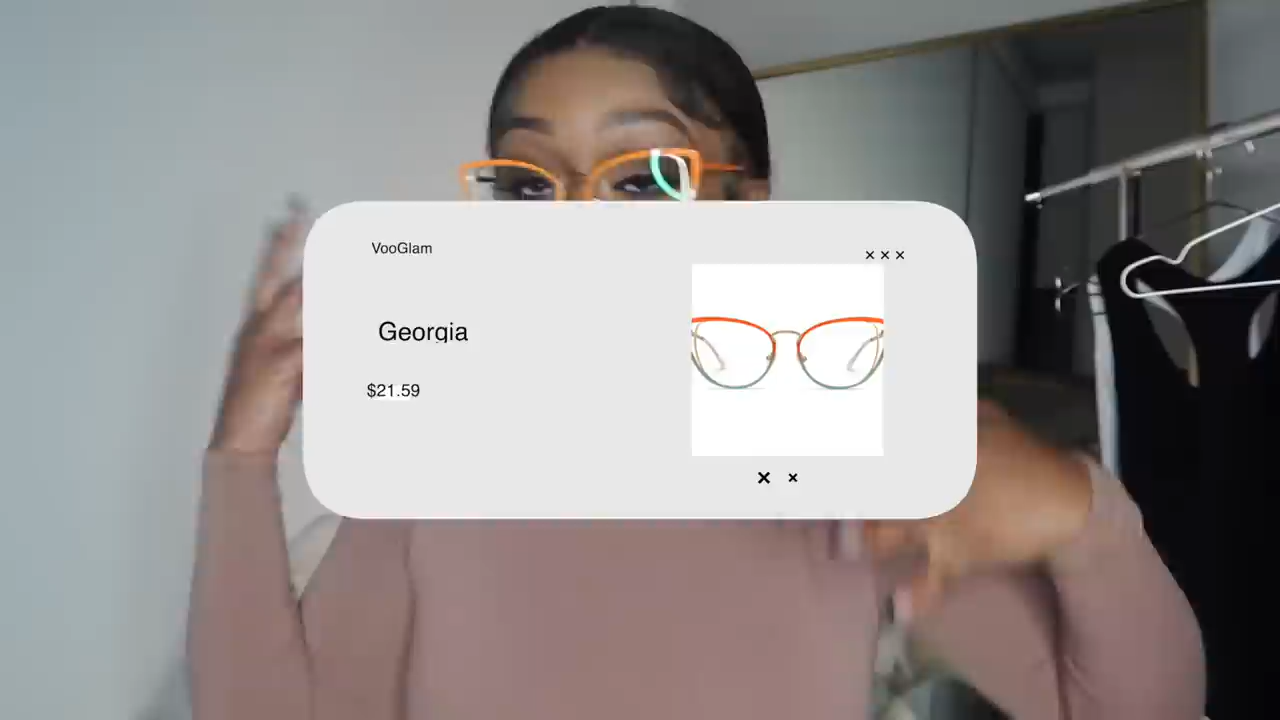 VooGlam
× × ×
Georgia
$21.59
× ×